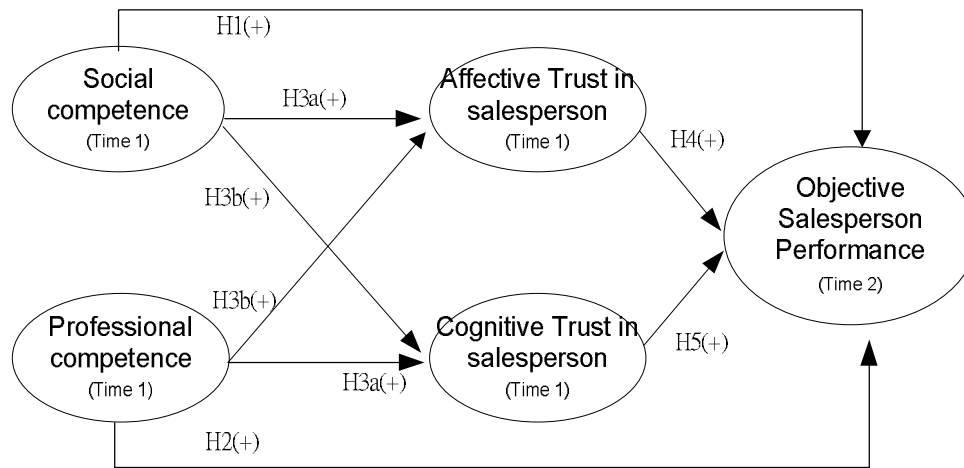 H1(+)
Social
competence
(Time 1)
H3a(+)
Affective Trust in
salesperson
(Time 1)
H4(+)
H3b(+)
Objective
Salesperson
Performance
(Time 2)
H3b(+)
Professional
competence
(Time 1)
H3a(+)
Cognitive Trust in
salesperson
(Time 1)
H5(+)
H2(+)